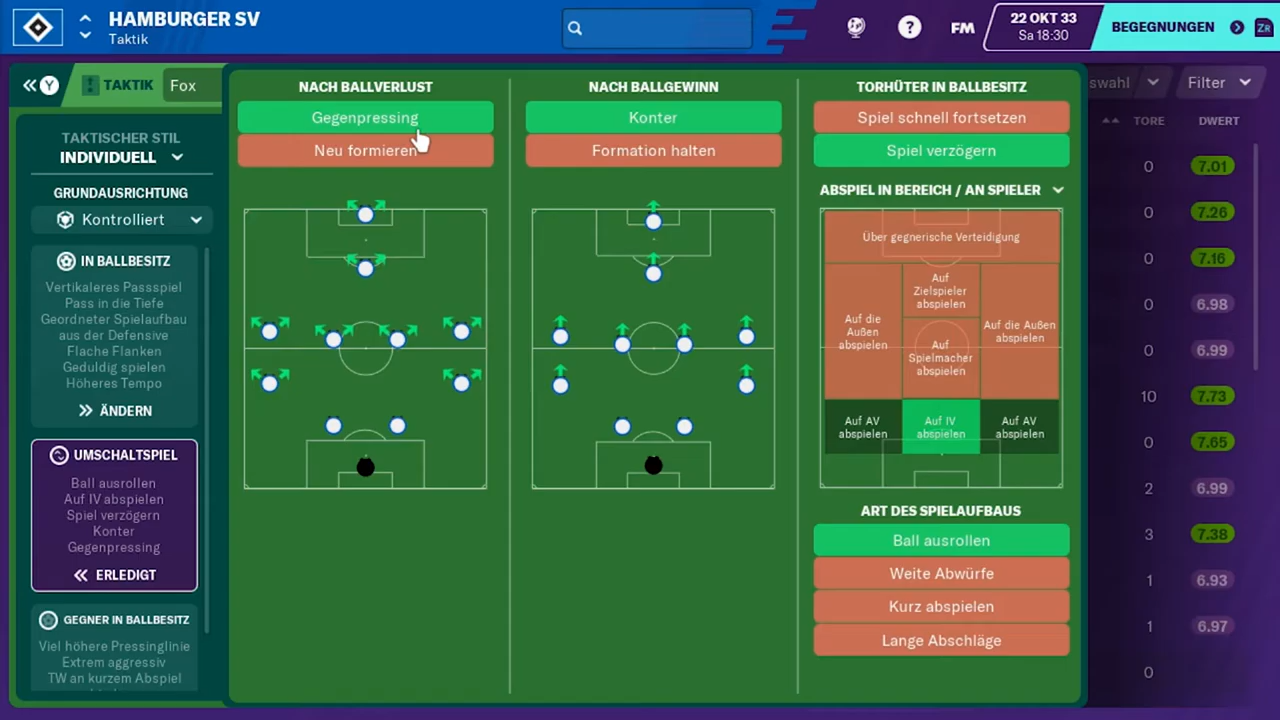 HAMBURGER SV
Taktik
FM
22 OKT 33
Sa 18:30
BEGEGNUNGEN
ZR
Y
TAKTIK
Fox
swahl
Filter
TORE
DWERT
TAKTISCHER STIL
INDIVIDUELL
GRUNDAUSRICHTUNG
Kontrolliert
IN BALLBESITZ
Vertikaleres Passspiel
Pass in die Tiefe
Geordneter Spielaufbau
aus der Defensive
Flache Flanken
Geduldig spielen
Höheres Tempo
ÄNDERN
UMSCHALTSPIEL
Ball ausrollen
Auf IV abspielen
Spiel verzögern
Konter
Gegenpressing
ERLEDIGT
GEGNER IN BALLBESITZ
Viel höhere Pressinglinie
Extrem aggressiv
TW an kurzem Abspiel
NACH BALLVERLUST
Gegenpressing
Neu formieren
NACH BALLGEWINN
Konter
Formation halten
TORHÜTER IN BALLBESITZ
Spiel schnell fortsetzen
Spiel verzögern
ABSPIEL IN BEREICH / AN SPIELER
Über gegnerische Verteidigung
Auf die
Außen
abspielen
Auf
Zielspieler
abspielen
Auf
Spielmacher
abspielen
Auf die Außen
abspielen
Auf AV
abspielen
Auf IV
abspielen
Auf AV
abspielen
ART DES SPIELAUFBAUS
Ball ausrollen
Weite Abwürfe
Kurz abspielen
Lange Abschläge
0 7.01
0 7.26
0 7.16
0 6.98
0 6.99
10 7.73
0 7.65
2 6.99
3 7.38
1 6.93
1 6.97
0